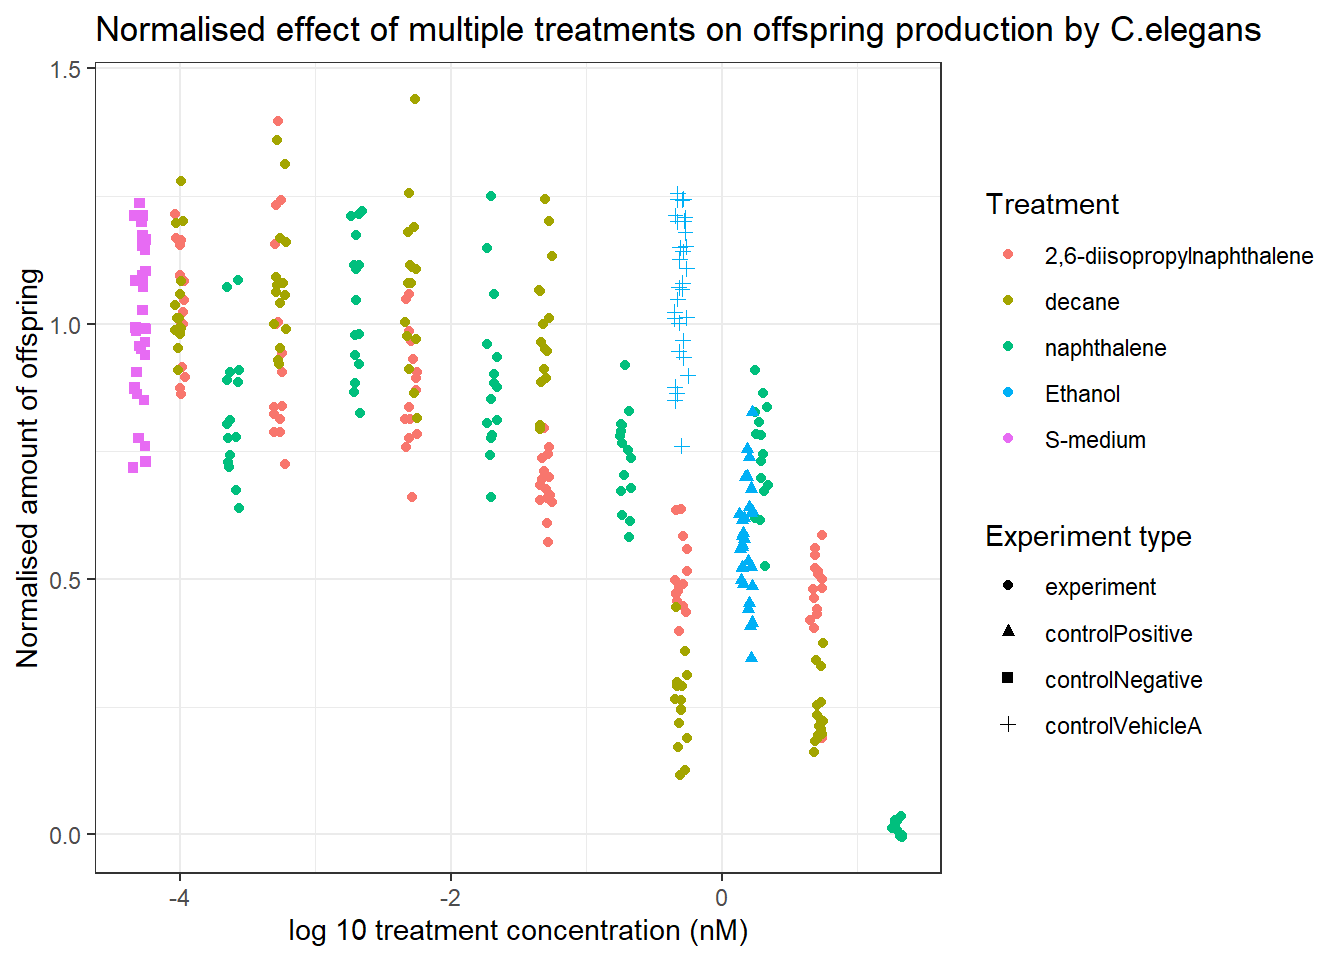 Normalised effect of multiple treatments on offspring production by C.elegans
Normalised amount of offspring
1.5
1.0
0.5
0.0
-4
-2
0
log 10 treatment concentration (nM)
Treatment
2,6-diisopropylnaphthalene
decane
naphthalene
Ethanol
S-medium
Experiment type
experiment
controlPositive
controlNegative
controlVehicleA